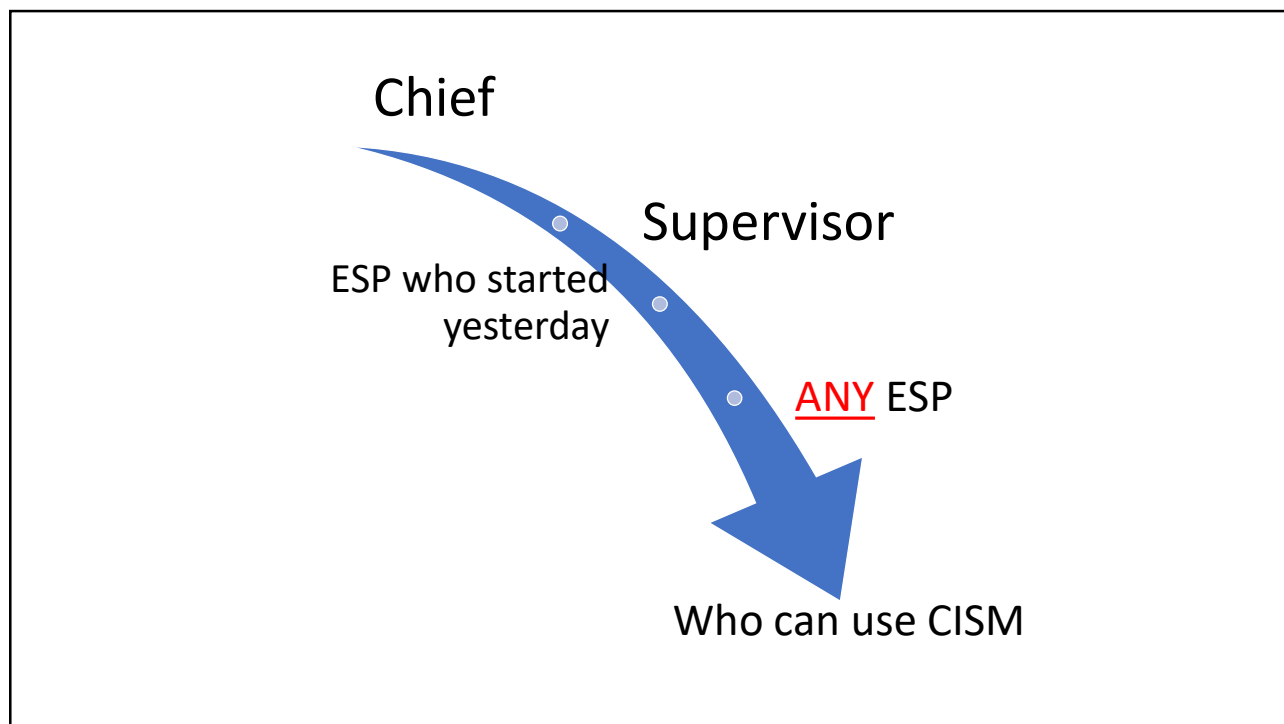 Chief
Supervisor
ESP who started
yesterday
ANY ESP
Who can use CISM